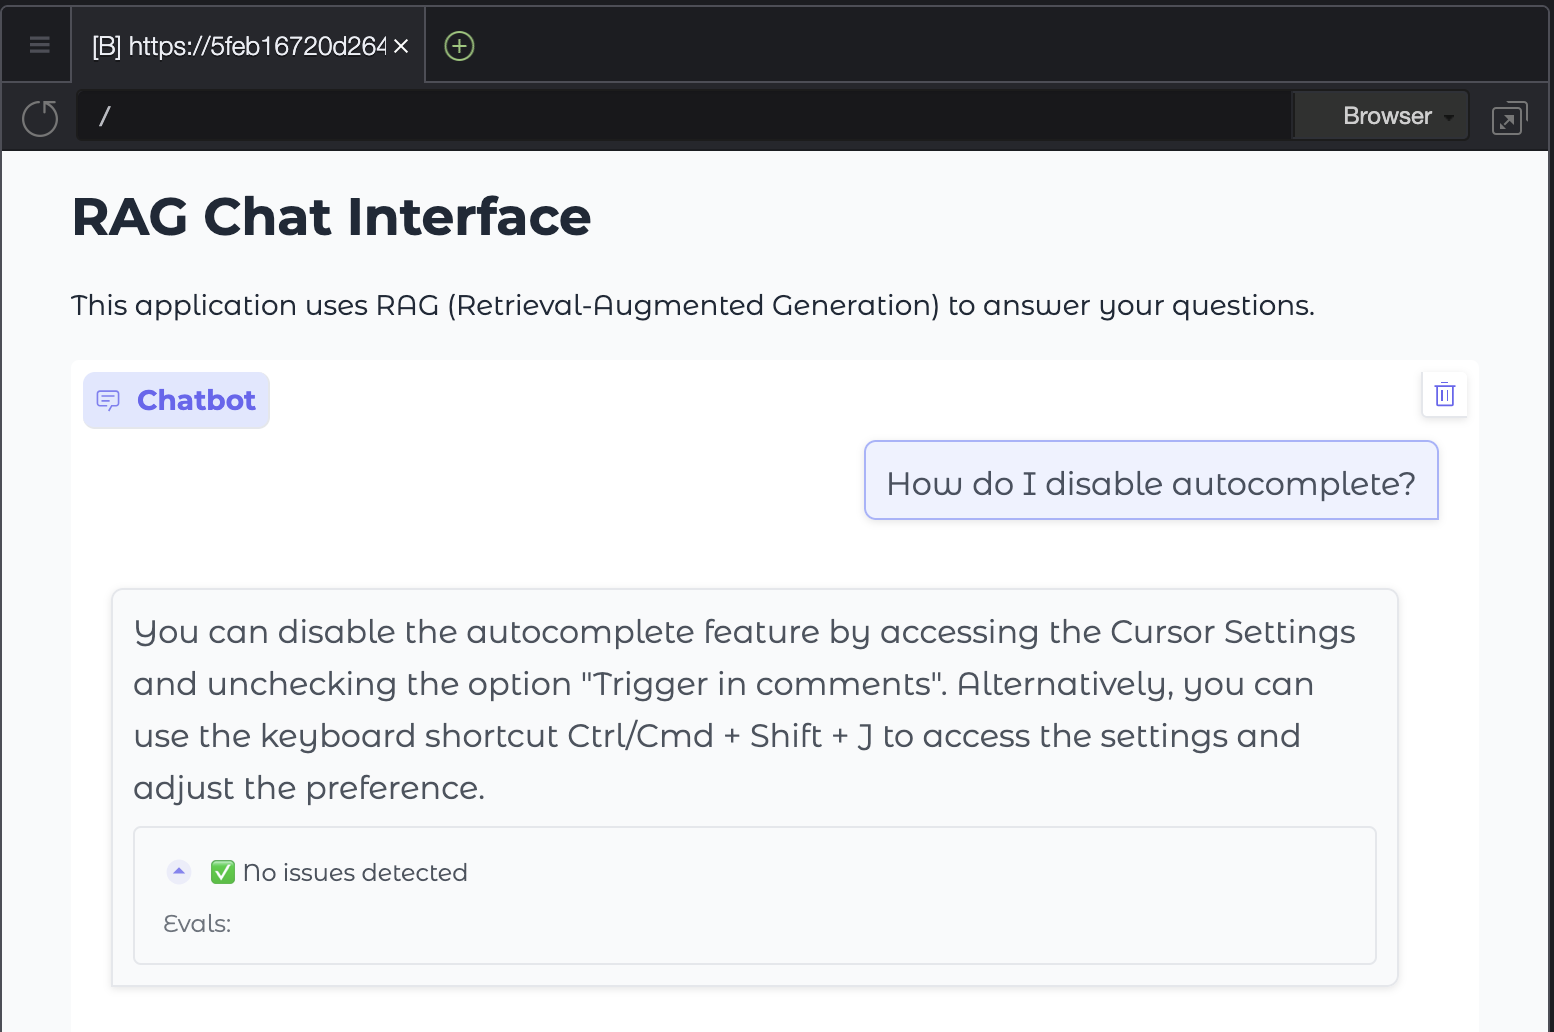 [B] https://5feb16720d264
/
Browser
RAG Chat Interface
This application uses RAG (Retrieval-Augmented Generation) to answer your questions.
Chatbot
How do I disable autocomplete?
You can disable the autocomplete feature by accessing the Cursor Settings
and unchecking the option "Trigger in comments". Alternatively, you can
use the keyboard shortcut Ctrl/Cmd + Shift + J to access the settings and
adjust the preference.
✅ No issues detected
Evals: